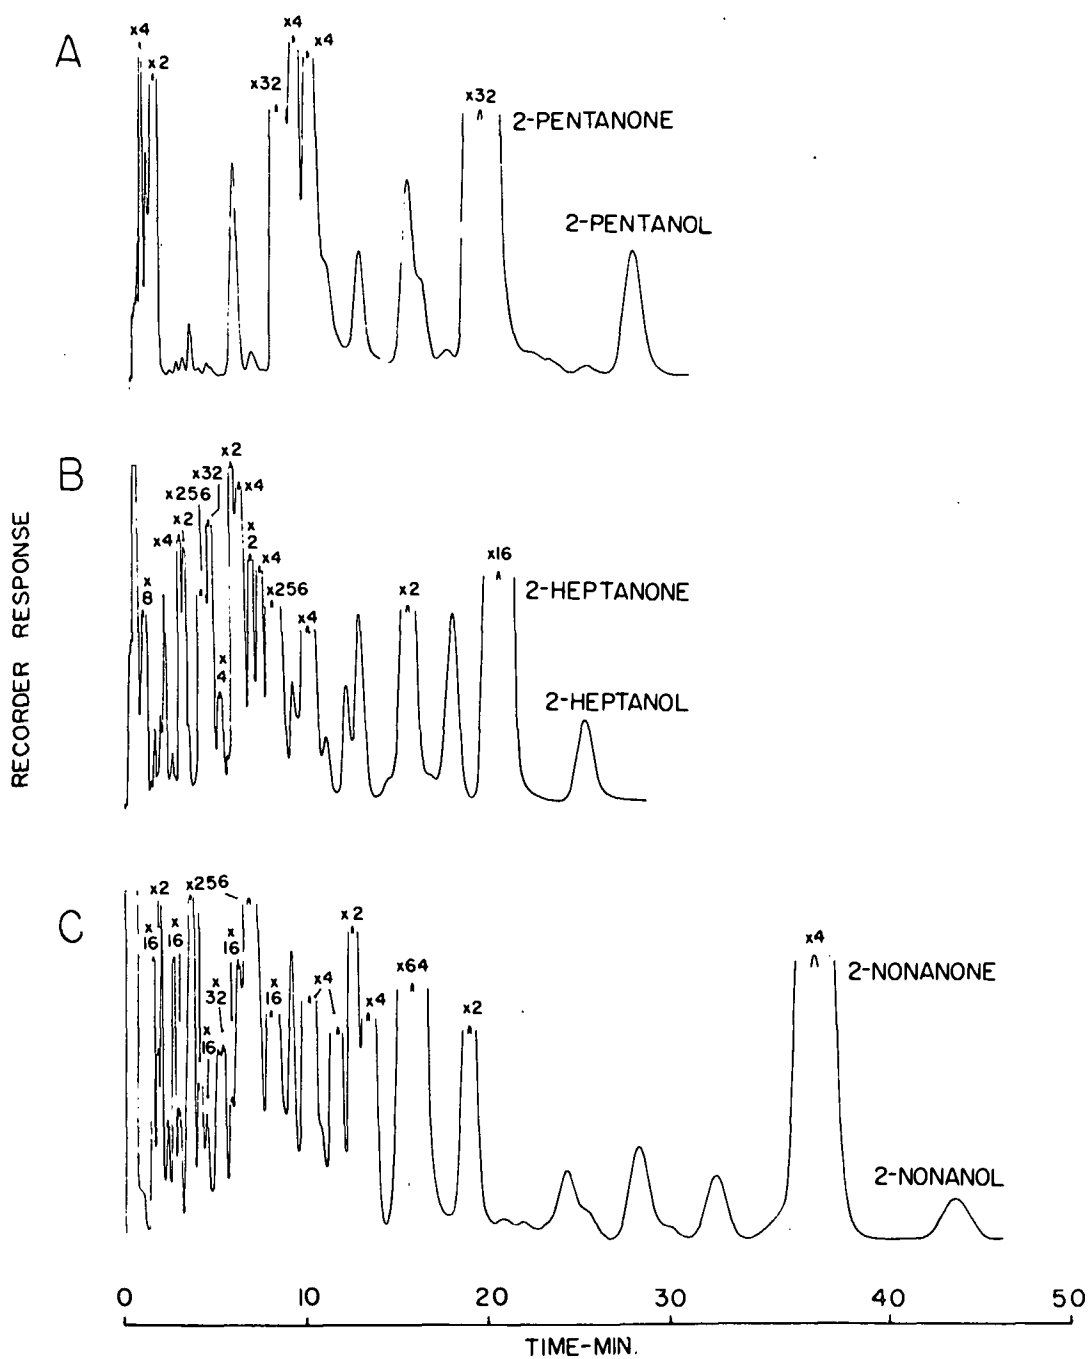 A
x4
x2
x32
x4
x4
x32
2-PENTANONE
2-PENTANOL
B
x2
x32
x4
x256
x2
x4
x
8
x
2
x4
x256
x4
x
4
x2
x16
2-HEPTANONE
2-HEPTANOL
RECORDER RESPONSE
C
x2
x256
x
16
x
16
x
16
x
32
x
16
x
16
x4
x2
x4
x64
x2
x4
2-NONANONE
2-NONANOL
0 10 20 30 40 50
TIME-MIN.